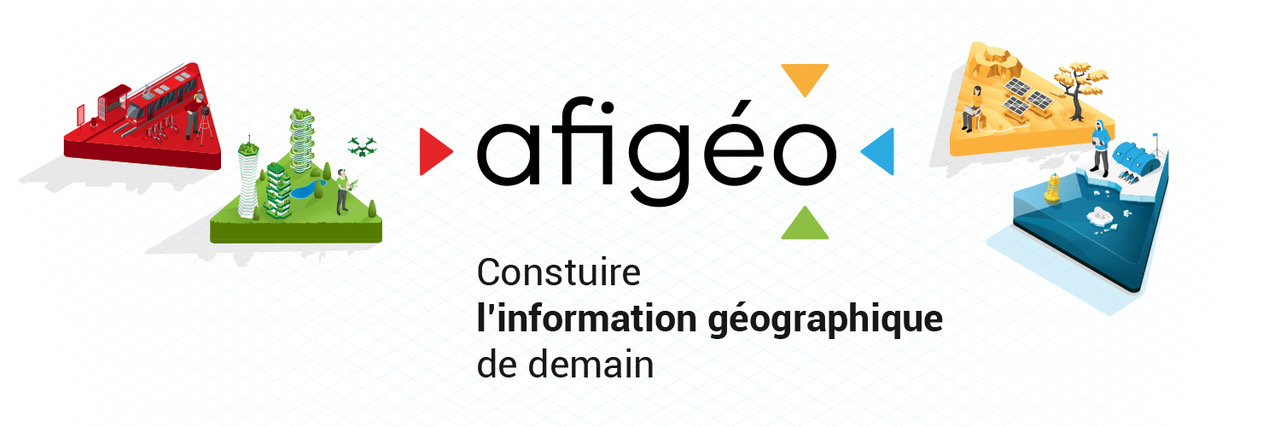 afigéo
Constuire
l'information géographique
de demain